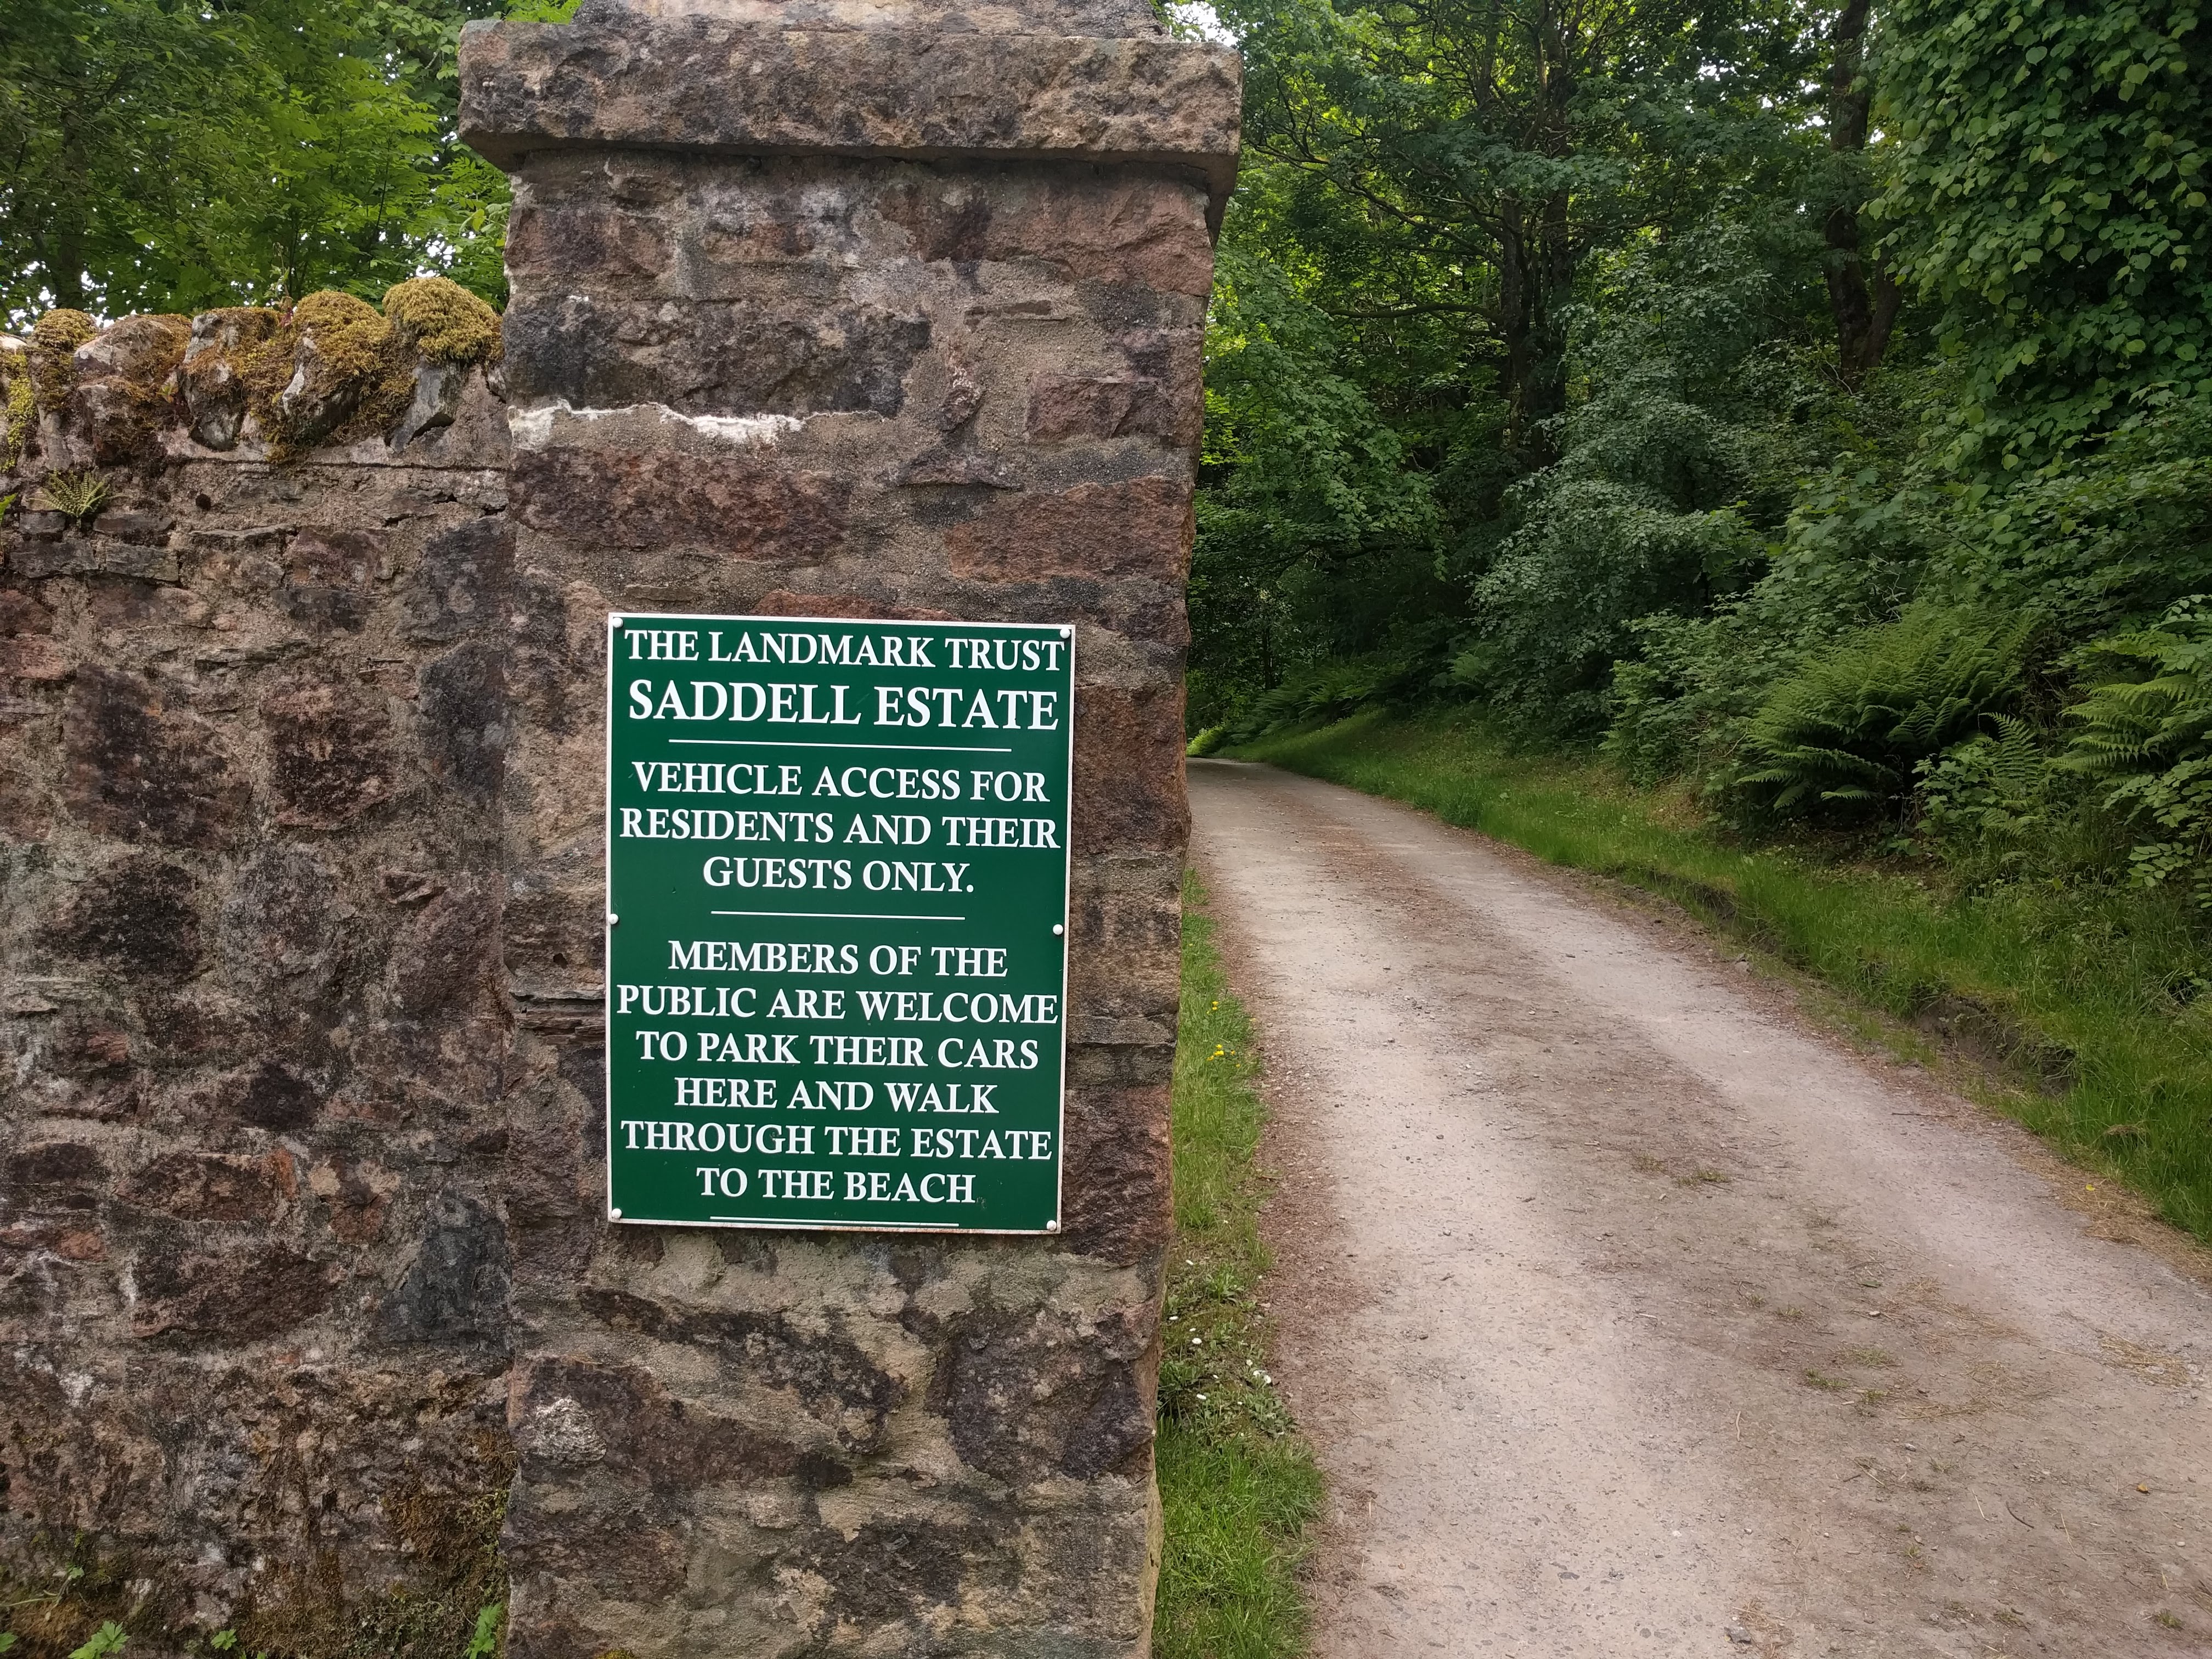 THE LANDMARK TRUST
SADDELL ESTATE
VEHICLE ACCESS FOR
RESIDENTS AND THEIR
GUESTS ONLY.
MEMBERS OF THE
PUBLIC ARE WELCOME
TO PARK THEIR CARS
HERE AND WALK
THROUGH THE ESTATE
TO THE BEACH